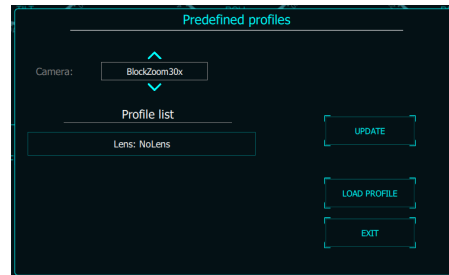 Predefined profiles
Camera:
BlockZoom30x
Profile list
Lens: NoLens
UPDATE
LOAD PROFILE
EXIT